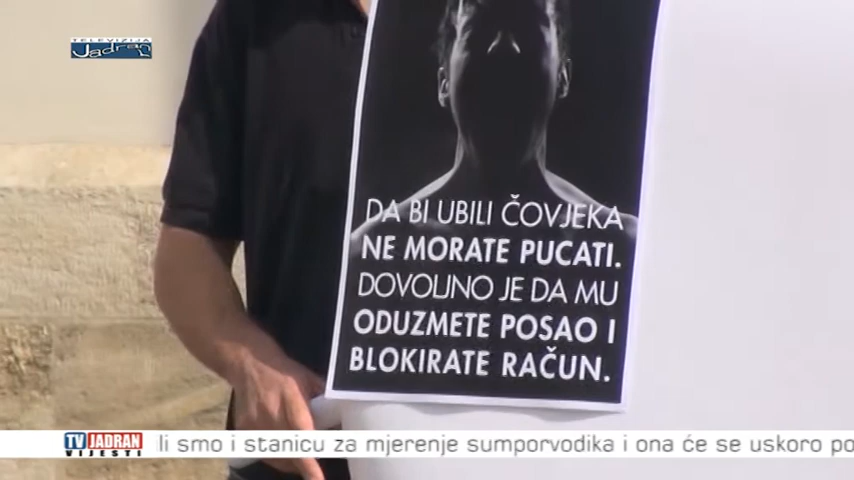 TELEVIZIJA
Jadran
DA BI UBILI ČOVJEKA
NE MORATE PUCATI.
DOVOLJNO JE DA MU
ODUZMETE POSAO I
BLOKIRATE RAČUN.
TV JADRAN
VIJESTI
li smo i stanicu za mjerenje sumporvodika i ona će se uskoro po